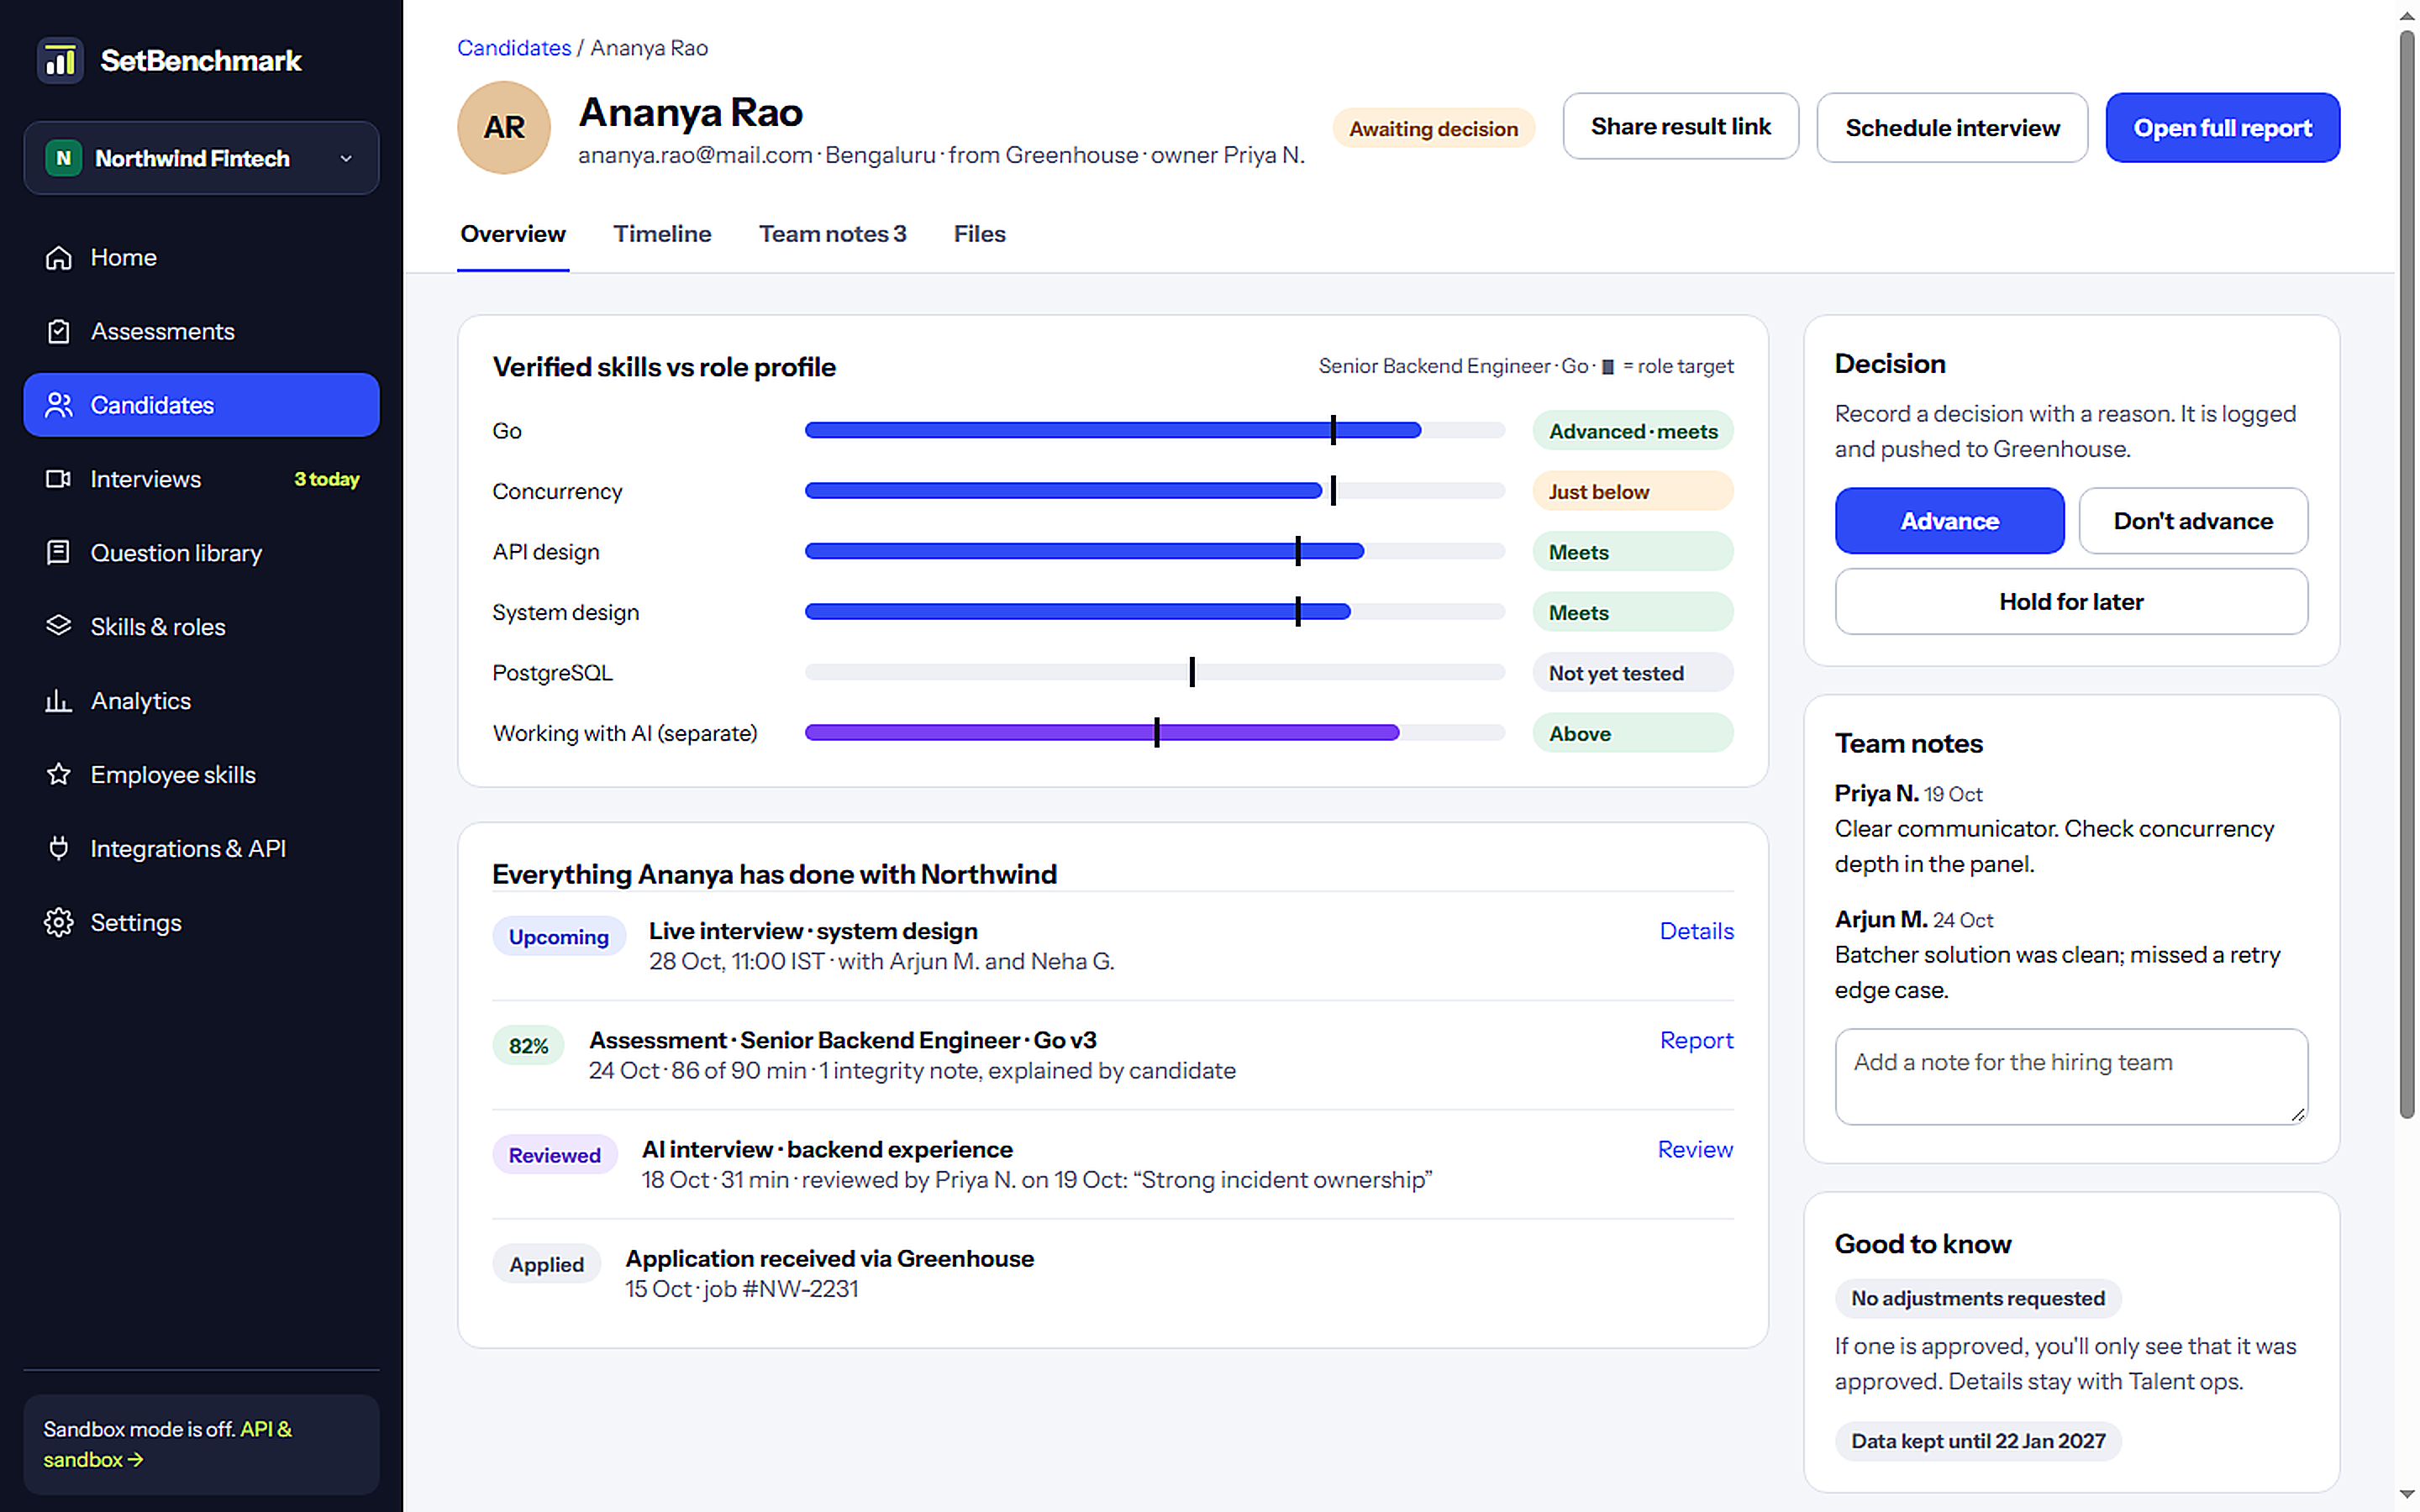 SetBenchmark
N Northwind Fintech
Home
Assessments
Candidates
Interviews 3 today
Question library
Skills & roles
Analytics
Employee skills
Integrations & API
Settings
Sandbox mode is off. API &
sandbox →
Candidates / Ananya Rao
AR
Ananya Rao
ananya.rao@mail.com · Bengaluru · from Greenhouse · owner Priya N.
Awaiting decision
Share result link
Schedule interview
Open full report
Overview
Timeline
Team notes 3
Files
Verified skills vs role profile
Senior Backend Engineer · Go · ▮ = role target
Go Advanced · meets
Concurrency Just below
API design Meets
System design Meets
PostgreSQL Not yet tested
Working with AI (separate) Above
Everything Ananya has done with Northwind
Upcoming Live interview · system design Details
28 Oct, 11:00 IST · with Arjun M. and Neha G.
82% Assessment · Senior Backend Engineer · Go v3 Report
24 Oct · 86 of 90 min · 1 integrity note, explained by candidate
Reviewed AI interview · backend experience Review
18 Oct · 31 min · reviewed by Priya N. on 19 Oct: “Strong incident ownership”
Applied Application received via Greenhouse
15 Oct · job #NW-2231
Decision
Record a decision with a reason. It is logged
and pushed to Greenhouse.
Advance
Don't advance
Hold for later
Team notes
Priya N. 19 Oct
Clear communicator. Check concurrency
depth in the panel.
Arjun M. 24 Oct
Batcher solution was clean; missed a retry
edge case.
Add a note for the hiring team
Good to know
No adjustments requested
If one is approved, you'll only see that it was
approved. Details stay with Talent ops.
Data kept until 22 Jan 2027